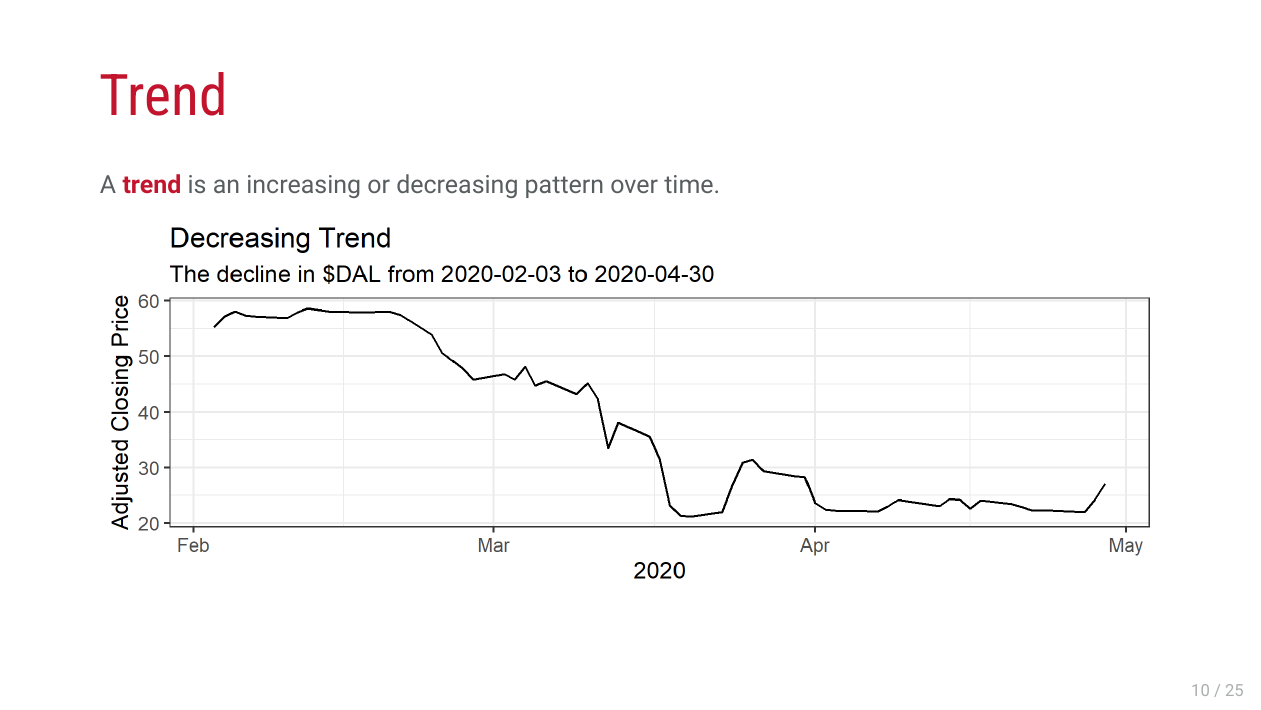 Trend
A trend is an increasing or decreasing pattern over time.
Decreasing Trend
The decline in $DAL from 2020-02-03 to 2020-04-30
Adjusted Closing Price
60
50
40
30
20
Feb Mar Apr May
2020
10 / 25